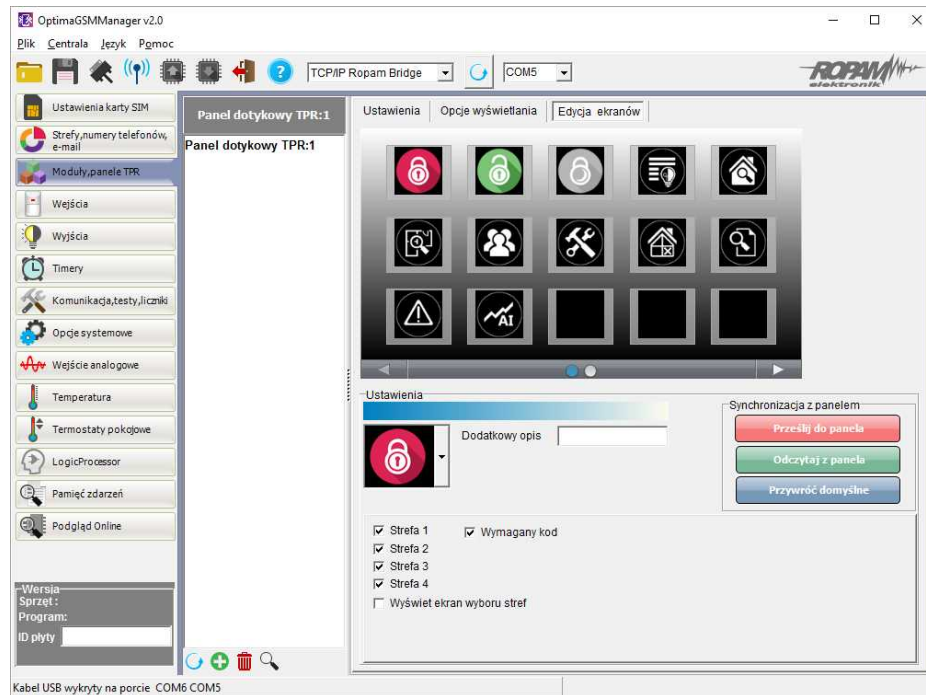 OptimaGSMManager v2.0
Plik Centrala Język Pomoc
TCP/IP Ropam Bridge
COM5
ROPAM
elektronik
Ustawienia karty SIM
Strefy,numery telefonów,
e-mail
Moduły,panele TPR
Wejścia
Wyjścia
Timery
Komunikacja,testy,liczniki
Opcje systemowe
Wejście analogowe
Temperatura
Termostaty pokojowe
LogicProcessor
Pamięć zdarzeń
Podgląd Online
Wersja
Sprzęt :
Program:
ID płyty
Panel dotykowy TPR:1
Panel dotykowy TPR:1
Ustawienia Opcje wyświetlania Edycja ekranów
AI
Ustawienia
Dodatkowy opis
Synchronizacja z panelem
Prześlij do panela
Odczytaj z panela
Przywróć domyślne
Strefa 1 Wymagany kod
Strefa 2
Strefa 3
Strefa 4
Wyświet ekran wyboru stref
Kabel USB wykryty na porcie COM6 COM5